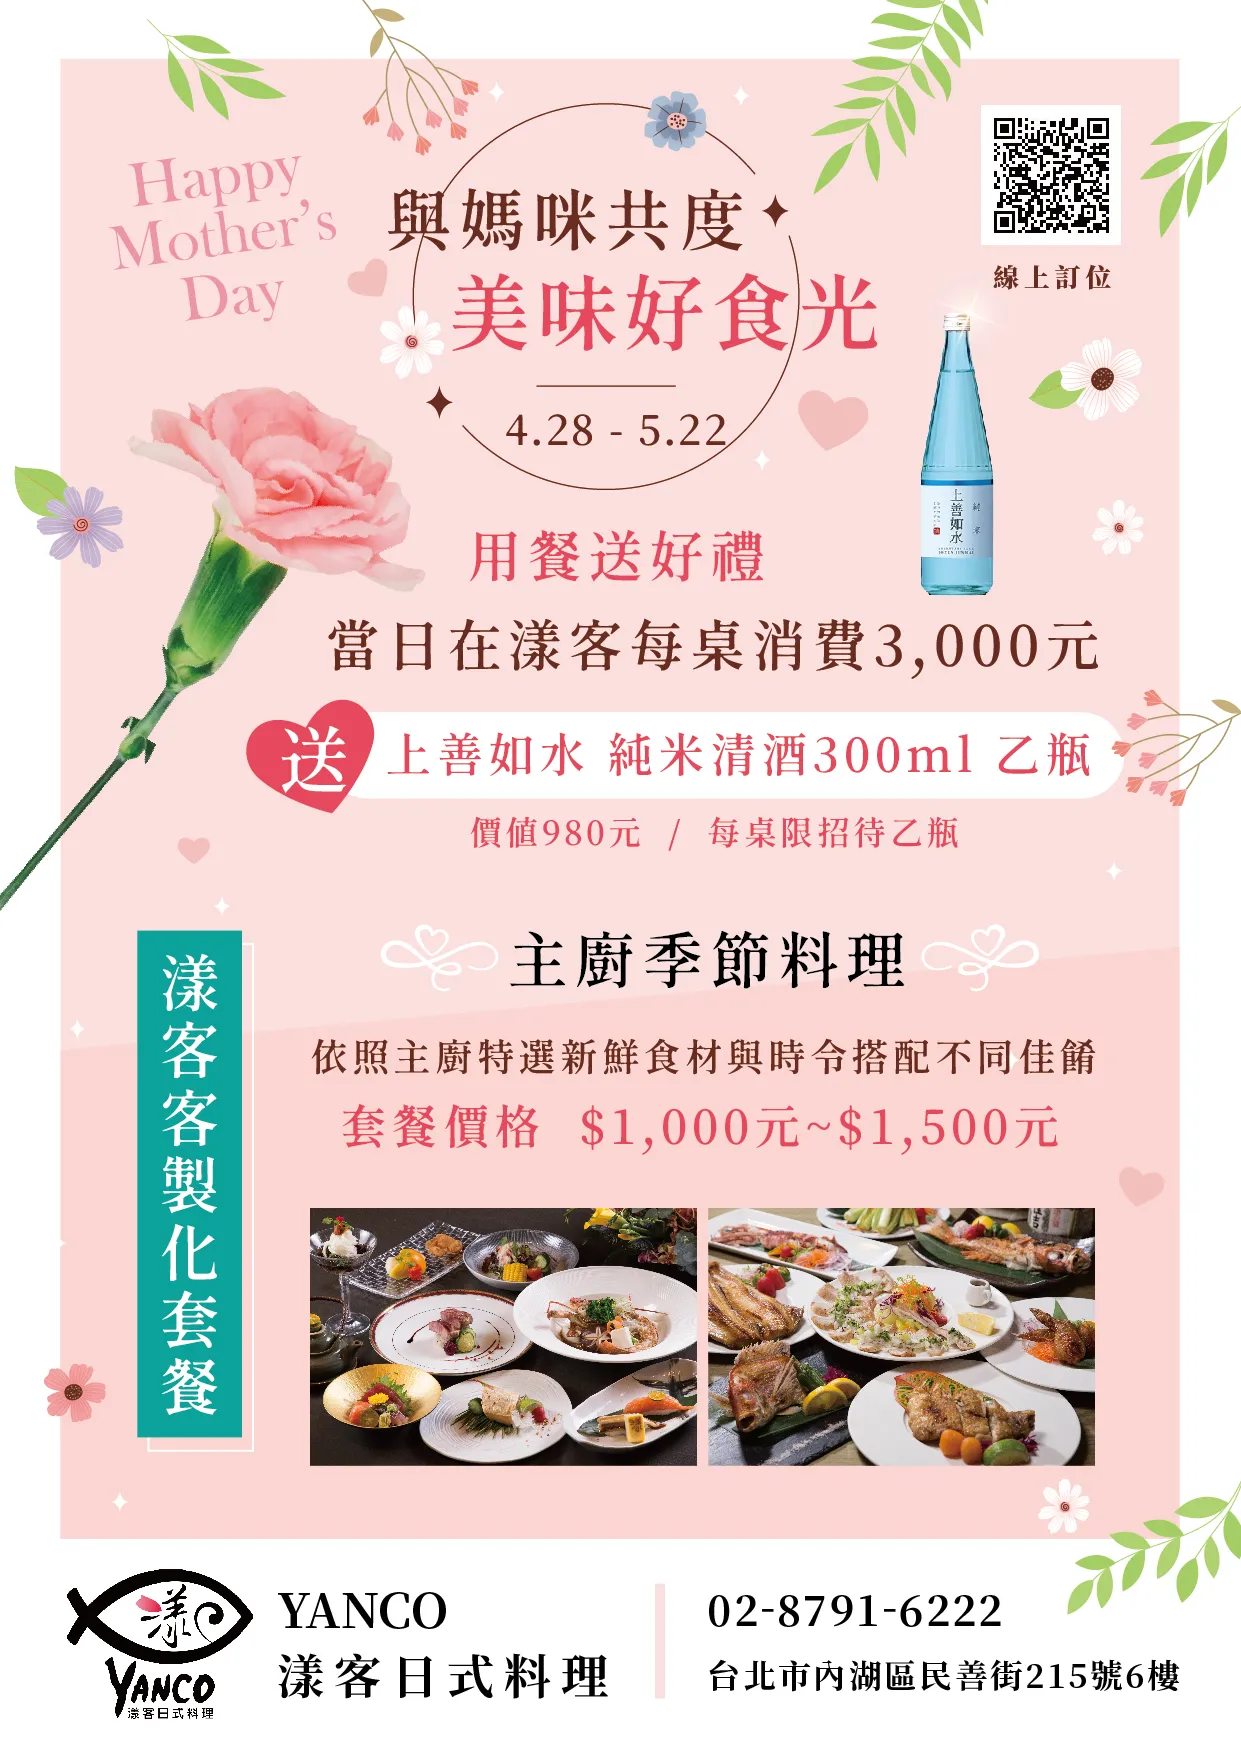 Happy
Mother's
Day
與媽咪共度
美味好食光
4.28 - 5.22
線上訂位
上善如水
純米
用餐送好禮
當日在漾客每桌消費3,000元
送 上善如水 純米清酒300ml 乙瓶
價值980元 / 每桌限招待乙瓶
漾客客製化套餐
主廚季節料理
依照主廚特選新鮮食材與時令搭配不同佳餚
套餐價格 $1,000元~$1,500元
漾
YANCO
漾客日式料理
YANCO
漾客日式料理
02-8791-6222
台北市內湖區民善街215號6樓